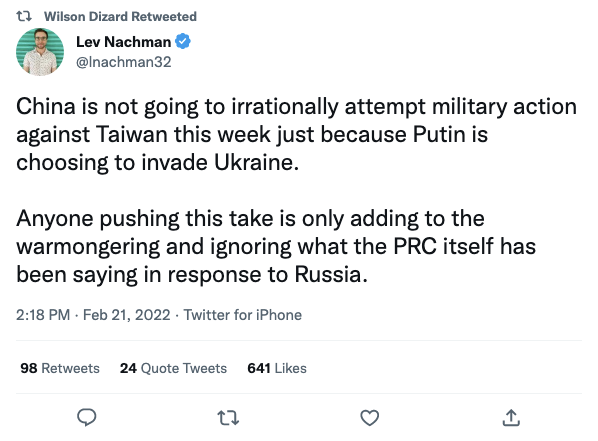 Wilson Dizard Retweeted
Lev Nachman
@lnachman32
China is not going to irrationally attempt military action
against Taiwan this week just because Putin is
choosing to invade Ukraine.
Anyone pushing this take is only adding to the
warmongering and ignoring what the PRC itself has
been saying in response to Russia.
2:18 PM · Feb 21, 2022 · Twitter for iPhone
98 Retweets 24 Quote Tweets 641 Likes